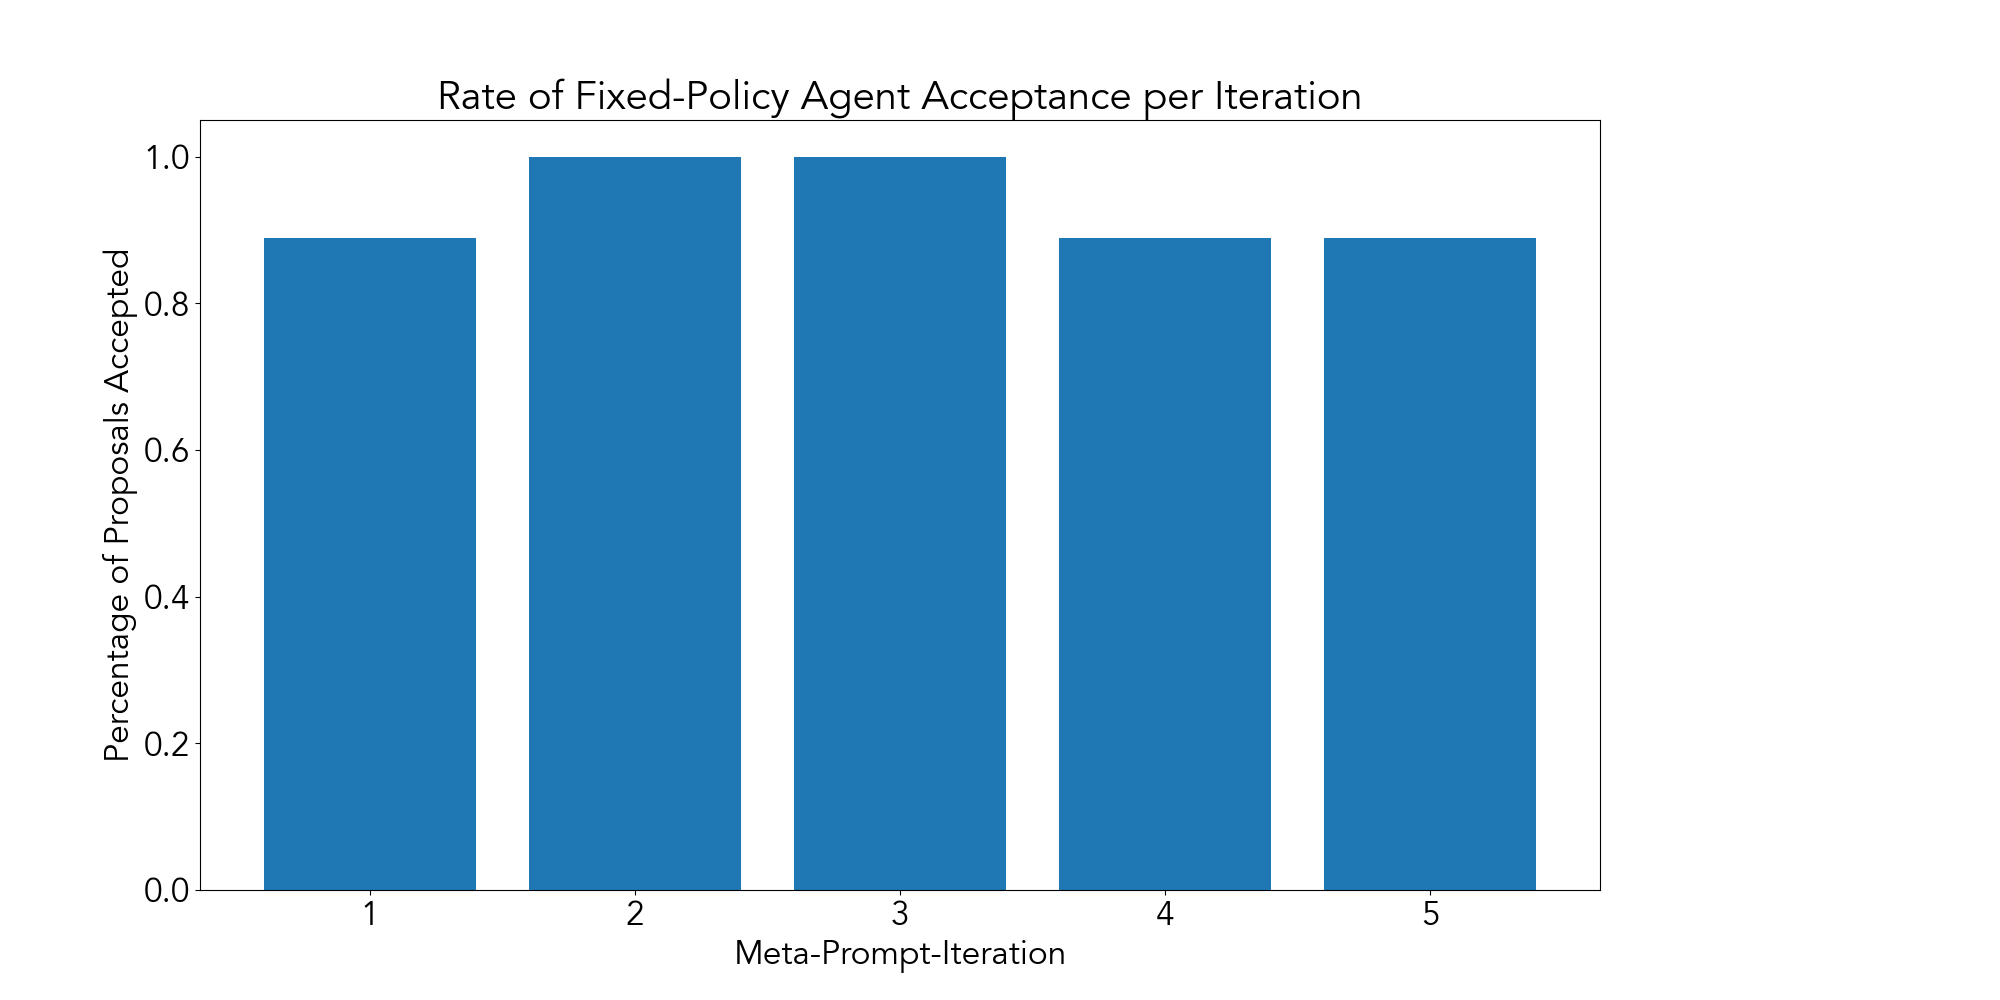 Rate of Fixed-Policy Agent Acceptance per Iteration
Percentage of Proposals Accepted
1.0
0.8
0.6
0.4
0.2
0.0
1 2 3 4 5
Meta-Prompt-Iteration